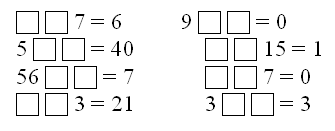 □ □ 7 = 6
5 □ □ = 40
56 □ □ = 7
□ □ 3 = 21
9 □ □ = 0
□ □ 15 = 1
□ □ 7 = 0
3 □ □ = 3